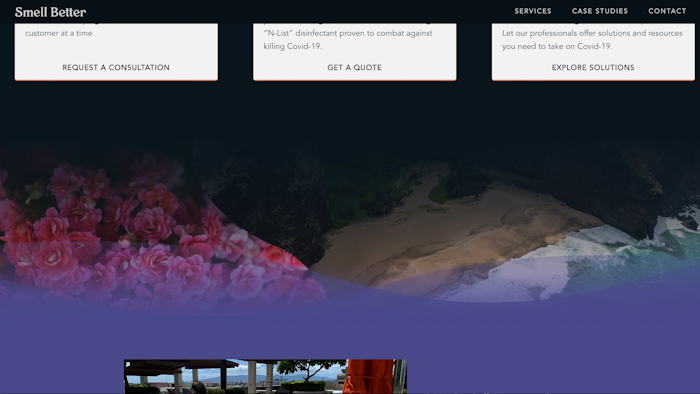 Smell Better
SERVICES
CASE STUDIES
CONTACT
customer at a time
REQUEST A CONSULTATION
“N-List” disinfectant proven to combat against
killing Covid-19.
GET A QUOTE
Let our professionals offer solutions and resources
you need to take on Covid-19.
EXPLORE SOLUTIONS